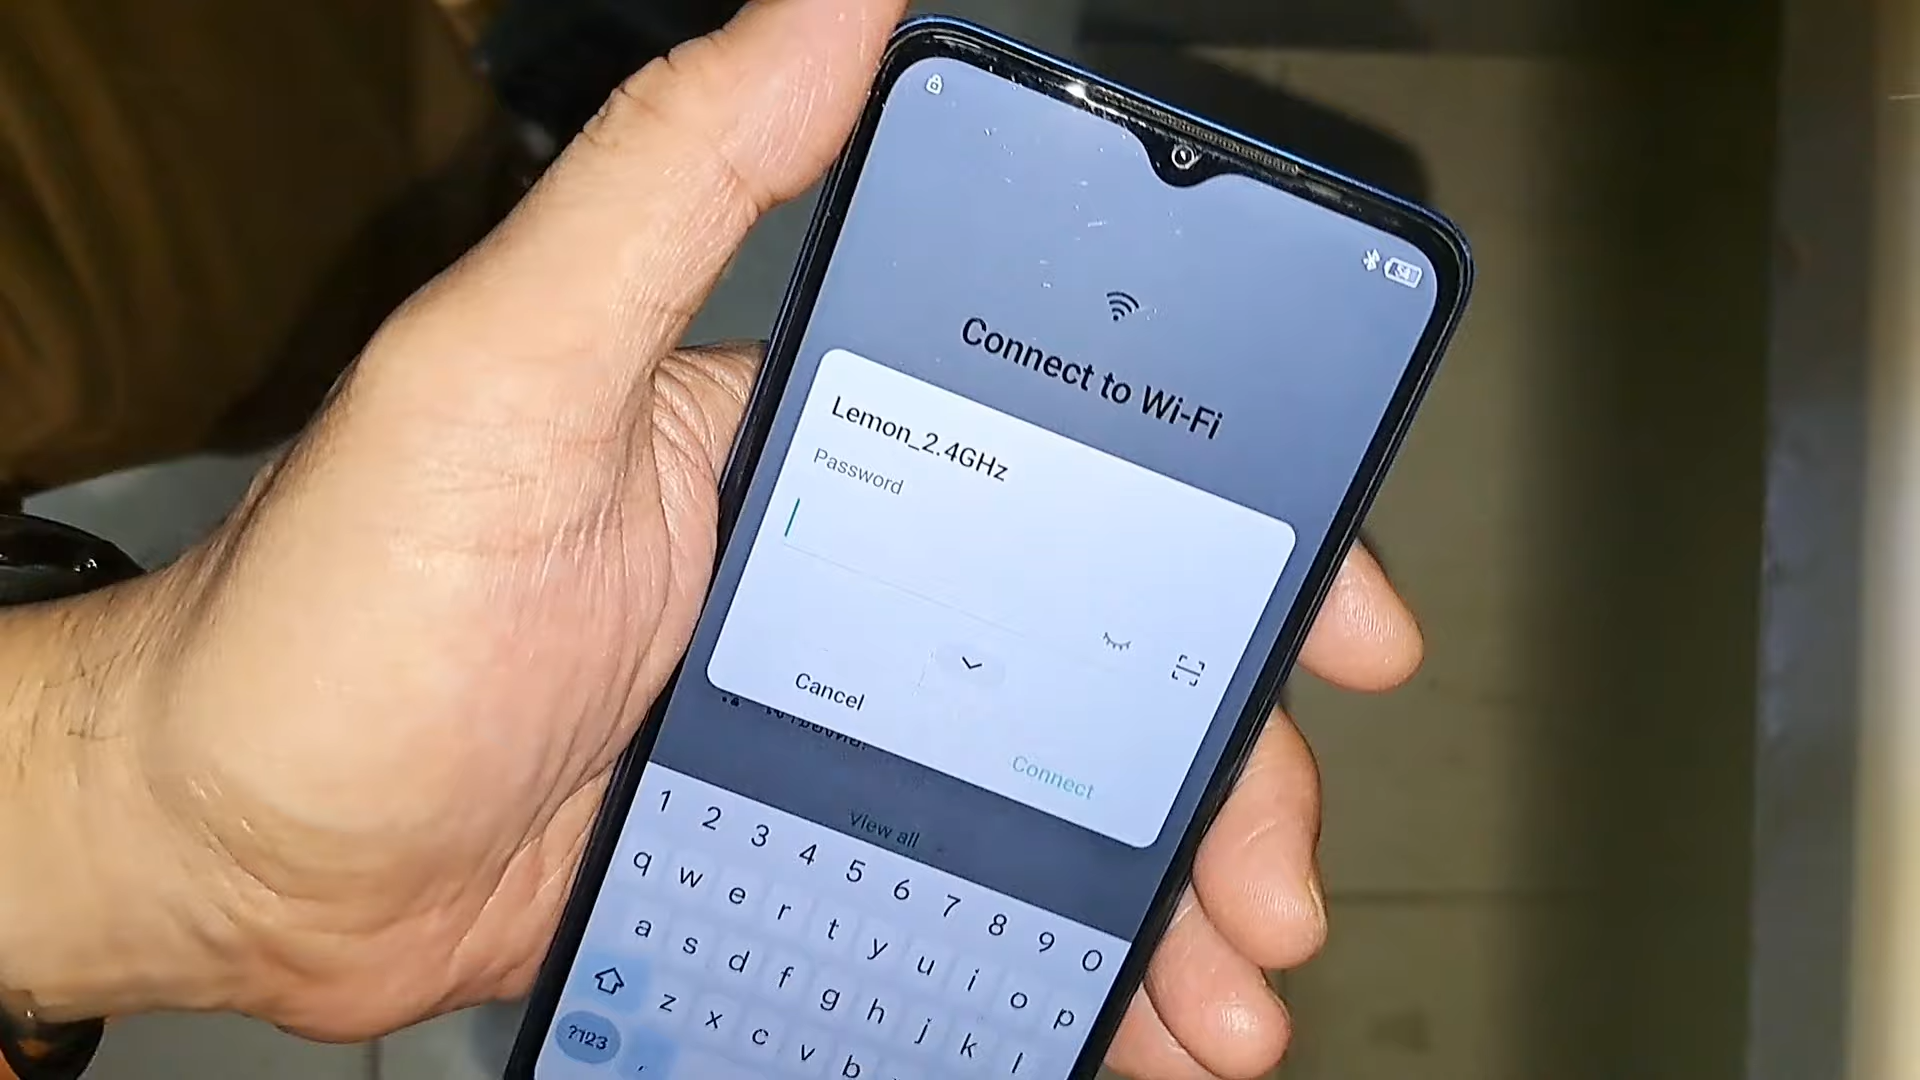 54
Connect to Wi-Fi
Lemon_2.4GHz
Password
Cancel
Connect
View all
1 2 3 4 5 6 7 8 9 0
q w e r t y u i o p
a s d f g h j k l
z x c v b
?123 ,